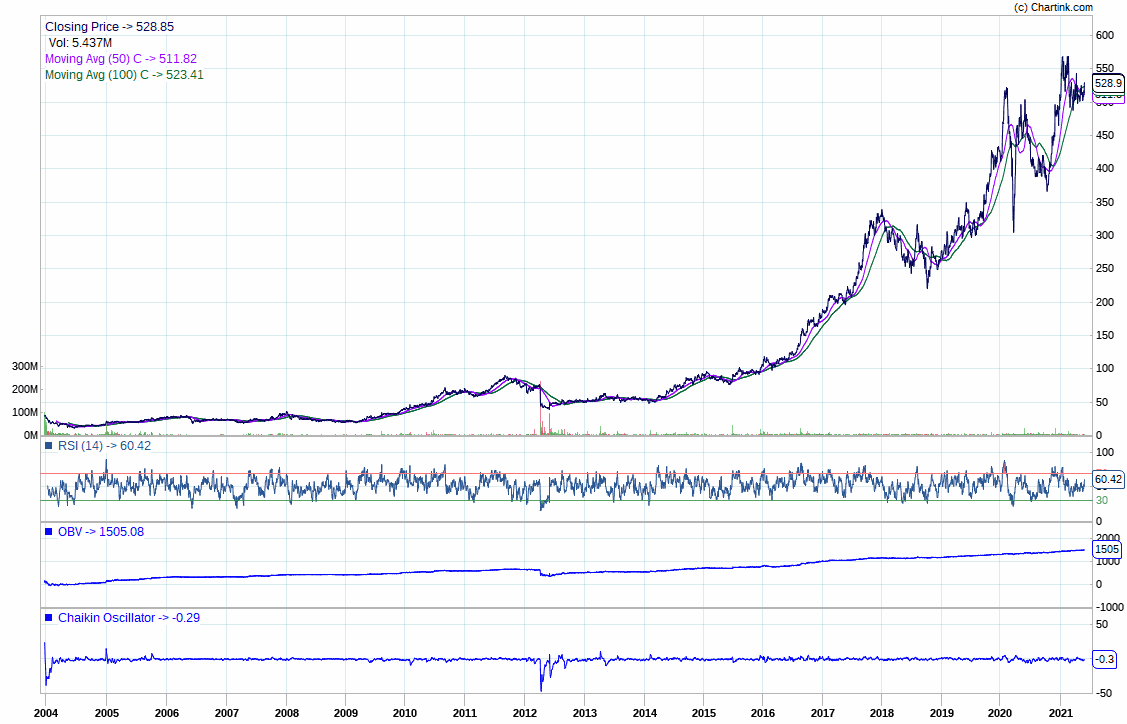 (c) Chartink.com
Closing Price -> 528.85
Vol: 5.437M
Moving Avg (50) C -> 511.82
Moving Avg (100) C -> 523.41
600
550
528.9
450
400
350
300
250
200
150
100
50
0
300M
200M
100M
0M
RSI (14) -> 60.42
100
60.42
30
0
OBV -> 1505.08
2000
1505
1000
0
-1000
Chaikin Oscillator -> -0.29
50
-0.3
-50
2004 2005 2006 2007 2008 2009 2010 2011 2012 2013 2014 2015 2016 2017 2018 2019 2020 2021